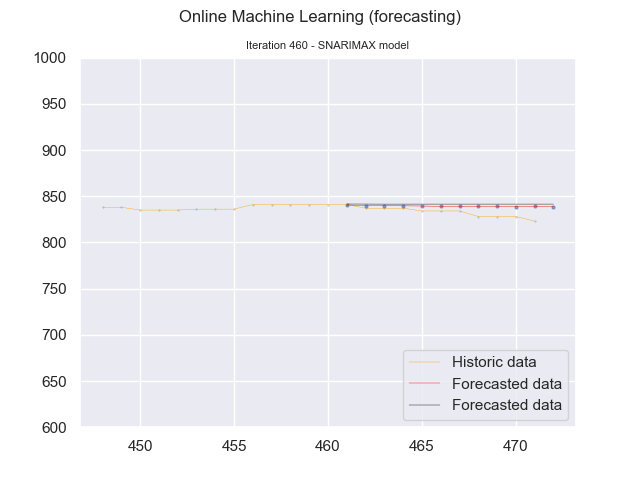 Online Machine Learning (forecasting)
Iteration 460 - SNARIMAX model
1000
950
900
850
800
750
700
650
600
Historic data
Forecasted data
Forecasted data
450 455 460 465 470